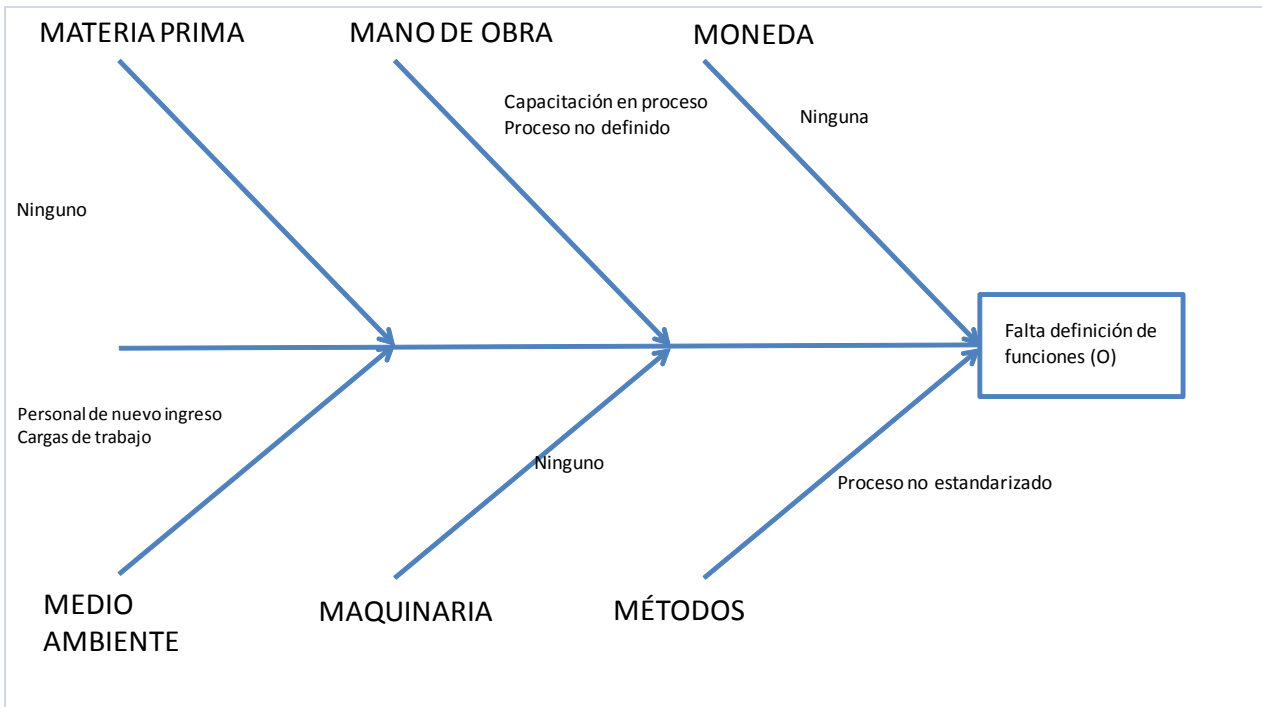 MATERIA PRIMA
MANO DE OBRA
MONEDA
Capacitación en proceso
Proceso no definido
Ninguna
Ninguno
Falta definición de
funciones (O)
Personal de nuevo ingreso
Cargas de trabajo
Ninguno
Proceso no estandarizado
MEDIO
AMBIENTE
MAQUINARIA
MÉTODOS